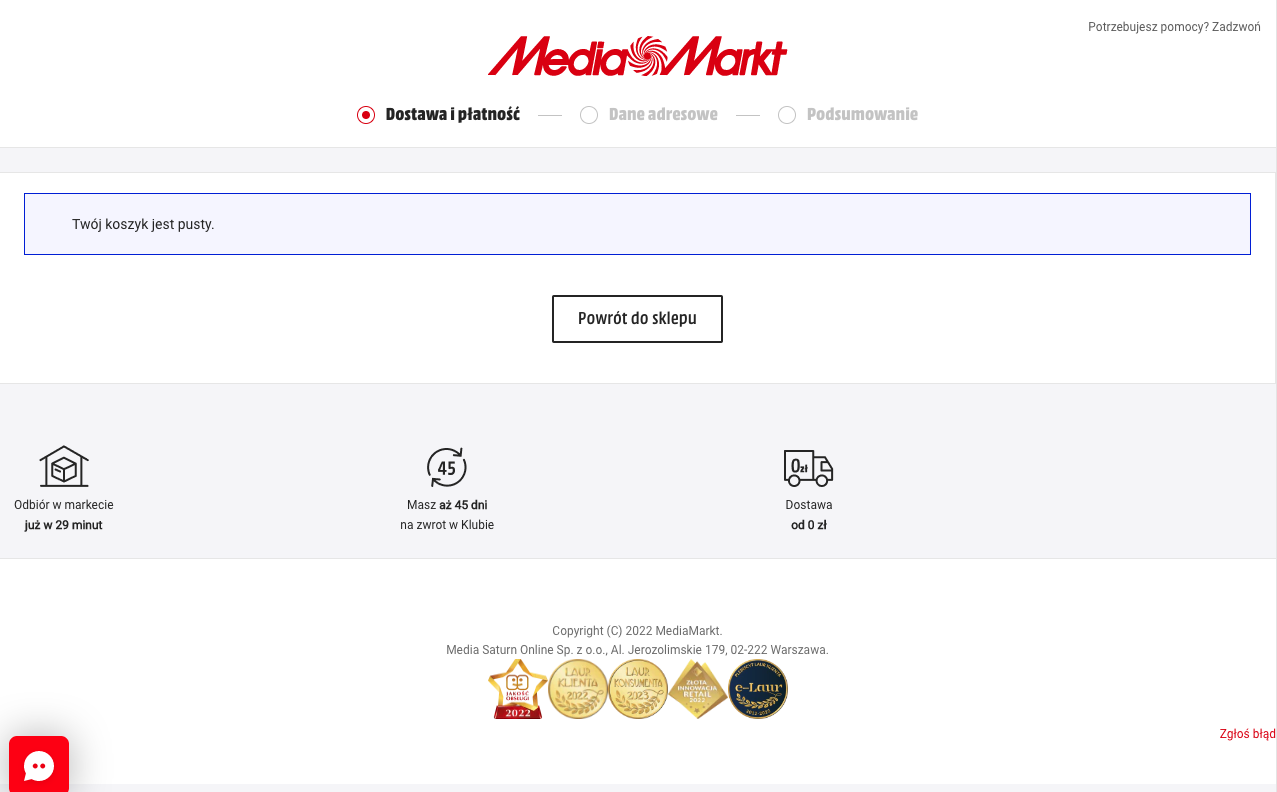 Potrzebujesz pomocy? Zadzwoń
Media Markt
Dostawa i płatność
Dane adresowe
Podsumowanie
Twój koszyk jest pusty.
Powrót do sklepu
Odbiór w markecie
już w 29 minut
45
Masz aż 45 dni
na zwrot w Klubie
0zł
Dostawa
od 0 zł
Copyright (C) 2022 MediaMarkt.
Media Saturn Online Sp. z o.o., Al. Jerozolimskie 179, 02-222 Warszawa.
JAKOŚĆ
OBSŁUGI
2022
LAUR
KLIENTA
2022
LAUR
KONSUMENTA
2023
ZŁOTA
INNOWACJA
RETAIL
2022
e-Laur
Zgłoś błąd